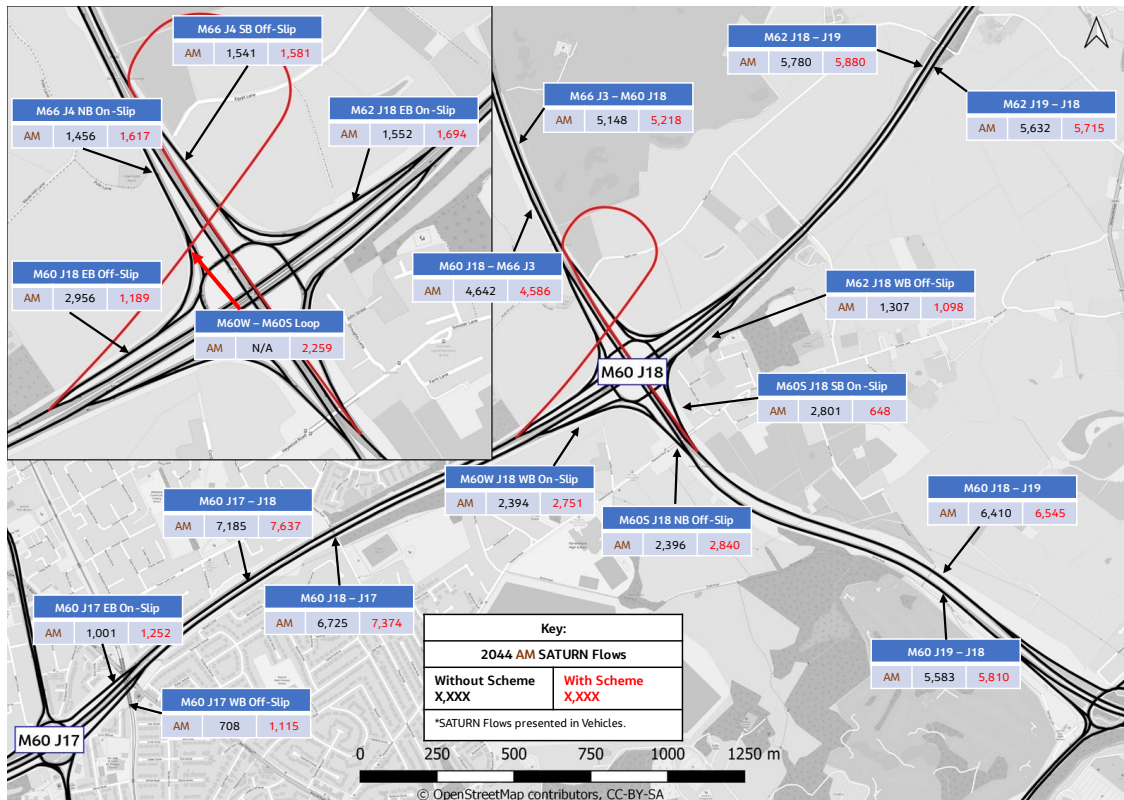 M66 J4 SB Off-Slip
AM 1,541 1,581
M66 J4 NB On-Slip
AM 1,456 1,617
M62 J18 EB On-Slip
AM 1,552 1,694
M60 J18 EB Off-Slip
AM 2,956 1,189
M60W – M60S Loop
AM N/A 2,259
M62 J18 – J19
AM 5,780 5,880
M66 J3 – M60 J18
AM 5,148 5,218
M62 J19 – J18
AM 5,632 5,715
M60 J18 – M66 J3
AM 4,642 4,586
M62 J18 WB Off-Slip
AM 1,307 1,098
M60 J18
M60S J18 SB On-Slip
AM 2,801 648
M60W J18 WB On-Slip
AM 2,394 2,751
M60S J18 NB Off-Slip
AM 2,396 2,840
M60 J17 – J18
AM 7,185 7,637
M60 J18 – J19
AM 6,410 6,545
M60 J17 EB On-Slip
AM 1,001 1,252
M60 J18 – J17
AM 6,725 7,374
M60 J19 – J18
AM 5,583 5,810
M60 J17 WB Off-Slip
AM 708 1,115
M60 J17
Key:
2044 AM SATURN Flows
Without Scheme With Scheme
X,XXX X,XXX
*SATURN Flows presented in Vehicles.
0 250 500 750 1000 1250 m
© OpenStreetMap contributors, CC-BY-SA